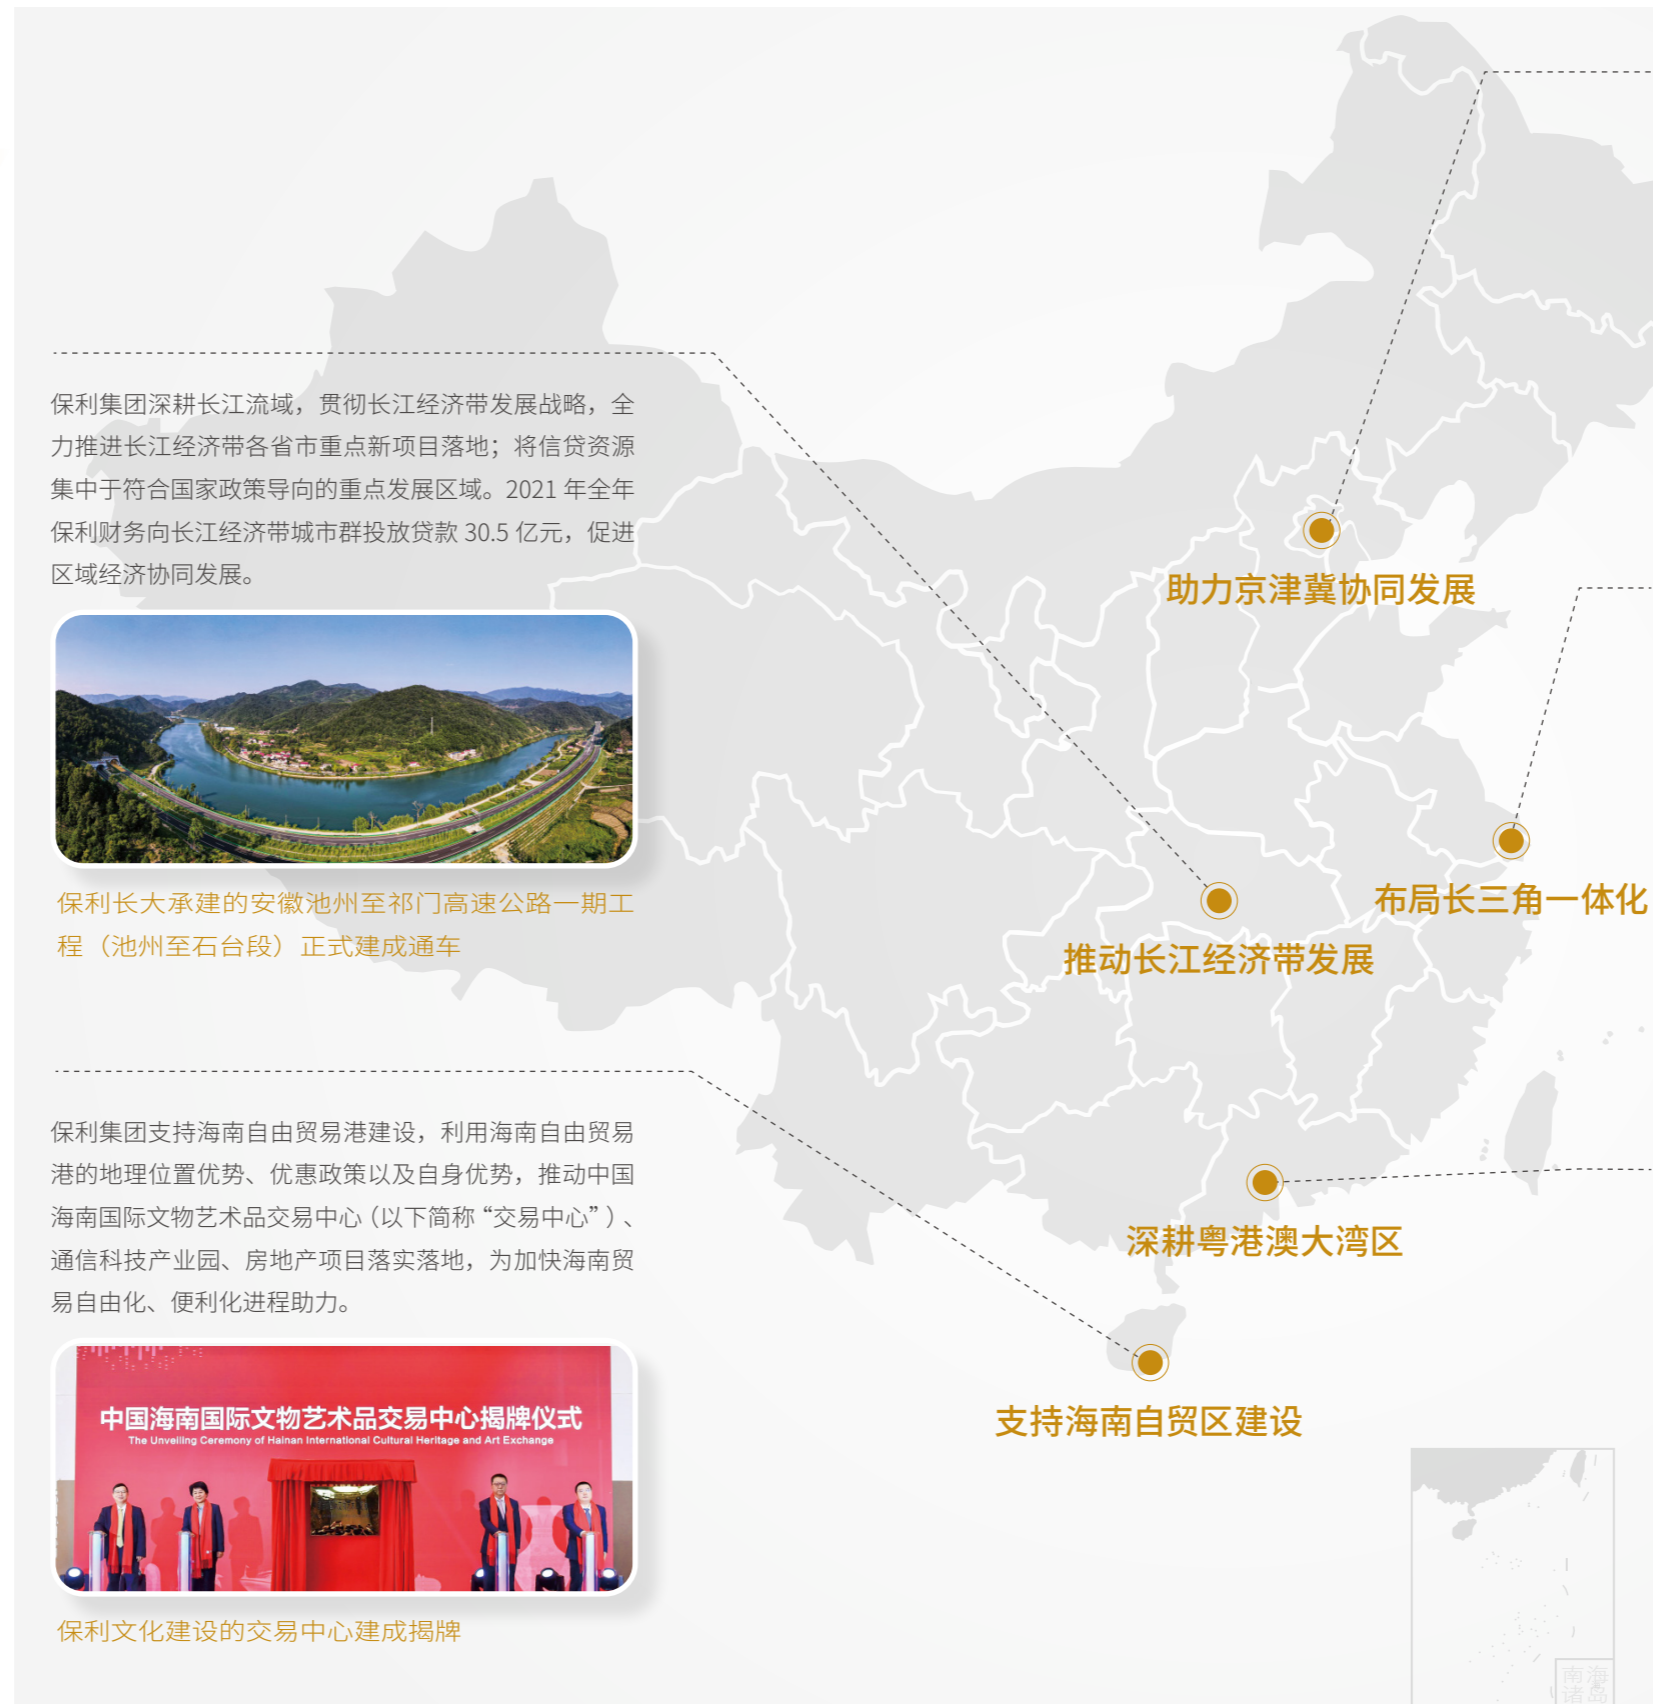 保利集团深耕长江流域，贯彻长江经济带发展战略，全
力推进长江经济带各省市重点新项目落地；将信贷资源
集中于符合国家政策导向的重点发展区域。2021 年全年
保利财务向长江经济带城市群投放贷款 30.5 亿元，促进
区域经济协同发展。
保利长大承建的安徽池州至祁门高速公路一期工
程（池州至石台段）正式建成通车
保利集团支持海南自由贸易港建设，利用海南自由贸易
港的地理位置优势、优惠政策以及自身优势，推动中国
海南国际文物艺术品交易中心（以下简称“交易中心”）、
通信科技产业园、房地产项目落实落地，为加快海南贸
易自由化、便利化进程助力。
中国海南国际文物艺术品交易中心揭牌仪式
The Unveiling Ceremony of Hainan International Cultural Heritage and Art Exchange
保利文化建设的交易中心建成揭牌
助力京津冀协同发展
布局长三角一体化
推动长江经济带发展
深耕粤港澳大湾区
支持海南自贸区建设
南海
诸岛